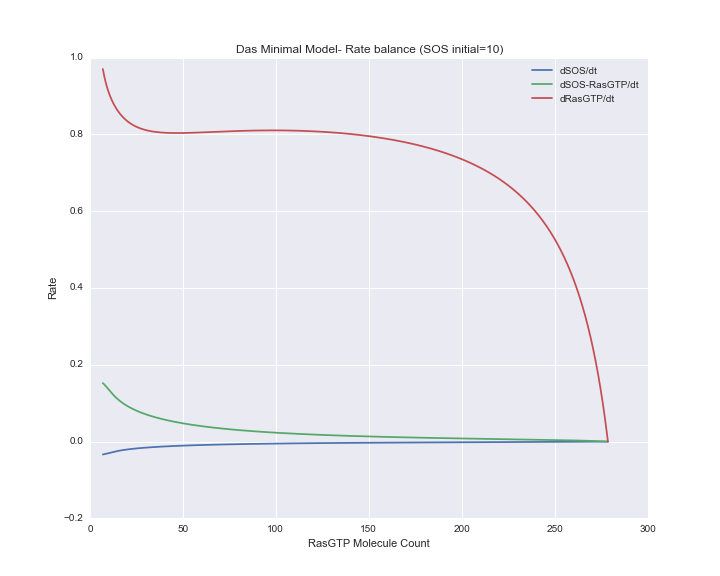 Das Minimal Model- Rate balance (SOS initial=10)
1.0
0.8
0.6
0.4
0.2
0.0
−0.2
Rate
dSOS/dt
dSOS-RasGTP/dt
dRasGTP/dt
0 50 100 150 200 250 300
RasGTP Molecule Count